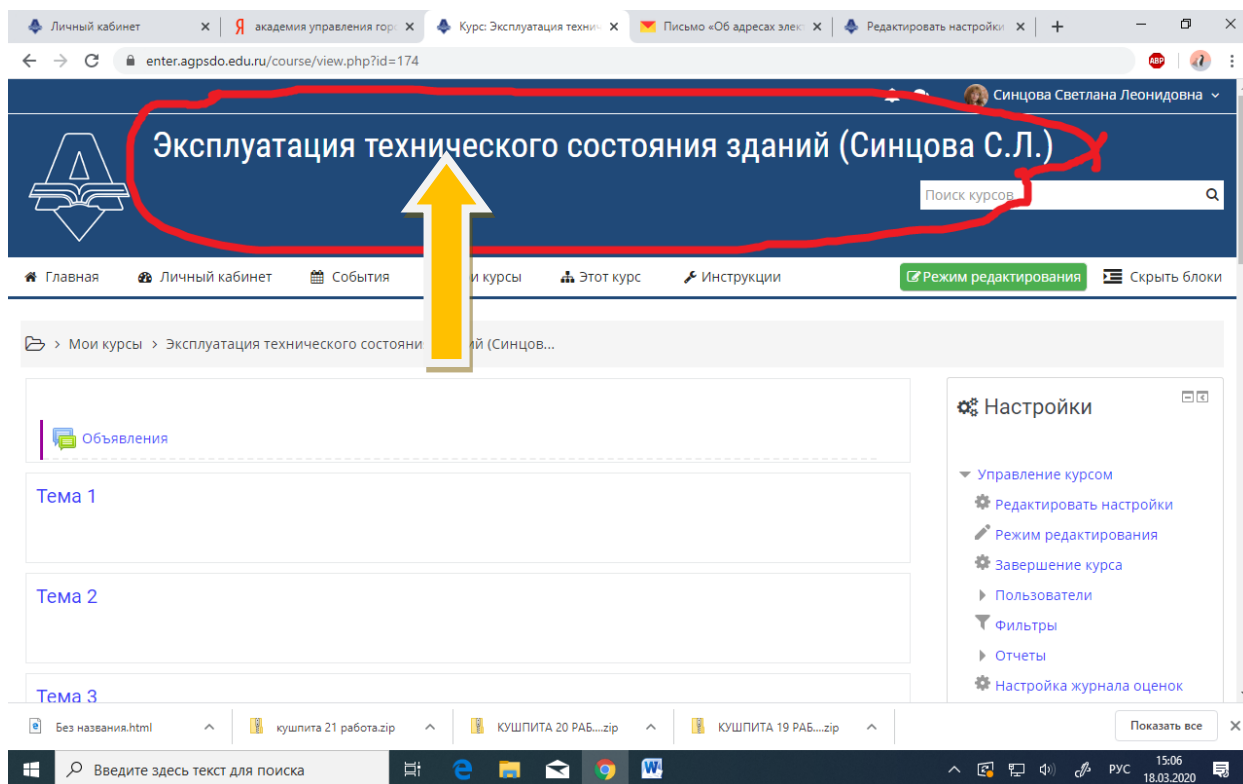 Личный кабинет
академия управления горо
Курс: Эксплуатация технич
Письмо «Об адресах элек
Редактировать настройки
enter.agpsdo.edu.ru/course/view.php?id=174
ABP
Синцова Светлана Леонидовна
Эксплуатация технического состояния зданий (Синцова С.Л.)
Поиск курсов
Главная Личный кабинет События и курсы Этот курс Инструкции Режим редактирования Скрыть блоки
Мои курсы > Эксплуатация технического состояни ий (Синцов...
Настройки
Объявления
Управление курсом
Тема 1
Редактировать настройки
Режим редактирования
Завершение курса
Тема 2
Пользователи
Фильтры
Отчеты
Тема 3
Настройка журнала оценок
Без названия.html кушпита 21 работа.zip КУШПИТА 20 РАБ....zip КУШПИТА 19 РАБ....zip Показать все
Введите здесь текст для поиска
РУС
15:06
18.03.2020